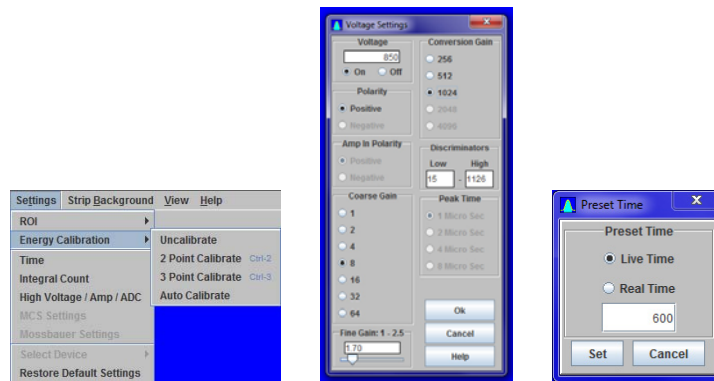 Settings Strip Background View Help
ROI
Energy Calibration
Time
Integral Count
High Voltage / Amp / ADC
MCS Settings
Mossbauer Settings
Select Device
Restore Default Settings
Uncalibrate
2 Point Calibrate Ctrl-2
3 Point Calibrate Ctrl-3
Auto Calibrate
Voltage Settings
Voltage
850
On Off
Polarity
Positive
Negative
Amp In Polarity
Positive
Negative
Coarse Gain
1
2
4
8
16
32
64
Fine Gain: 1 - 2.5
1.70
Conversion Gain
256
512
1024
2048
4096
Discriminators
Low High
15 - 1126
Peak Time
1 Micro Sec
2 Micro Sec
4 Micro Sec
8 Micro Sec
Ok
Cancel
Help
Preset Time
Preset Time
Live Time
Real Time
600
Set Cancel